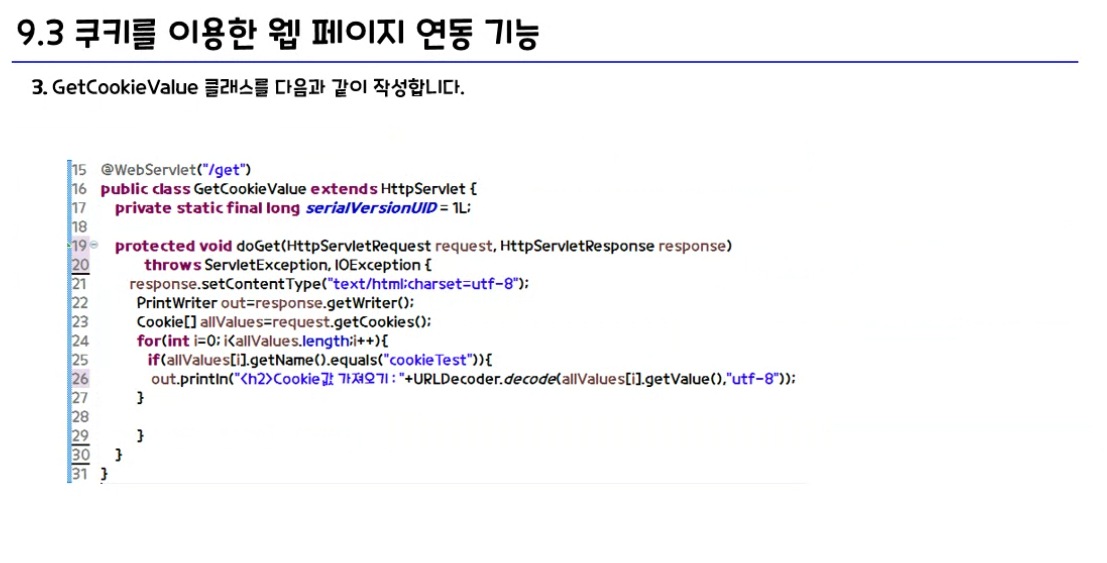 9.3 쿠키를 이용한 웹 페이지 연동 기능
3. GetCookieValue 클래스를 다음과 같이 작성합니다.
15 @WebServlet("/get")
16 public class GetCookieValue extends HttpServlet {
17 private static final long serialVersionUID = 1L;
18
19 protected void doGet(HttpServletRequest request, HttpServletResponse response)
20 throws ServletException, IOException {
21 response.setContentType("text/html;charset=utf-8");
22 PrintWriter out=response.getWriter();
23 Cookie[] allValues=request.getCookies();
24 for(int i=0; i<allValues.length;i++){
25 if(allValues[i].getName().equals("cookieTest")){
26 out.println("<h2>Cookie값 가져오기 : "+URLDecoder.decode(allValues[i].getValue(),"utf-8"));
27 }
28
29 }
30 }
31 }